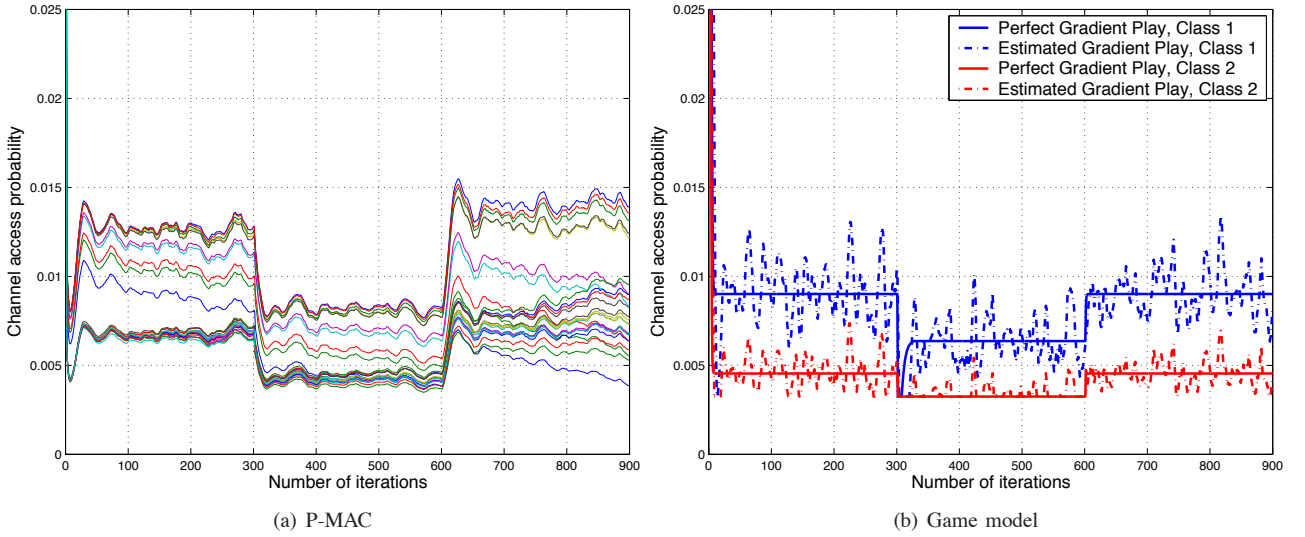 0.025
0.02
0.015
0.01
0.005
0
Channel access probability
0 100 200 300 400 500 600 700 800 900
Number of iterations
(a) P-MAC
0.025
0.02
0.015
0.01
0.005
0
Channel access probability
Perfect Gradient Play, Class 1
Estimated Gradient Play, Class 1
Perfect Gradient Play, Class 2
Estimated Gradient Play, Class 2
0 100 200 300 400 500 600 700 800 900
Number of iterations
(b) Game model